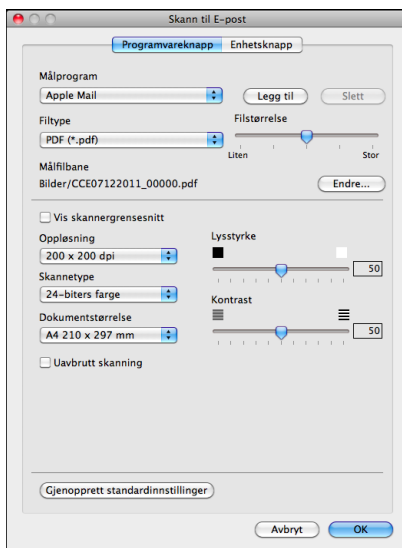 Skann til E-post
Programvareknapp Enhetsknapp
Målprogram
Apple Mail Legg til Slett
Filtype Filstørrelse
PDF (*.pdf)
Liten Stor
Målfilbane
Bilder/CCE07122011_00000.pdf Endre...
Vis skannergrensesnitt
Oppløsning Lysstyrke
200 x 200 dpi
50
Skannetype
24-biters farge Kontrast
Dokumentstørrelse
A4 210 x 297 mm 50
Uavbrutt skanning
Gjenopprett standardinnstillinger
Avbryt OK